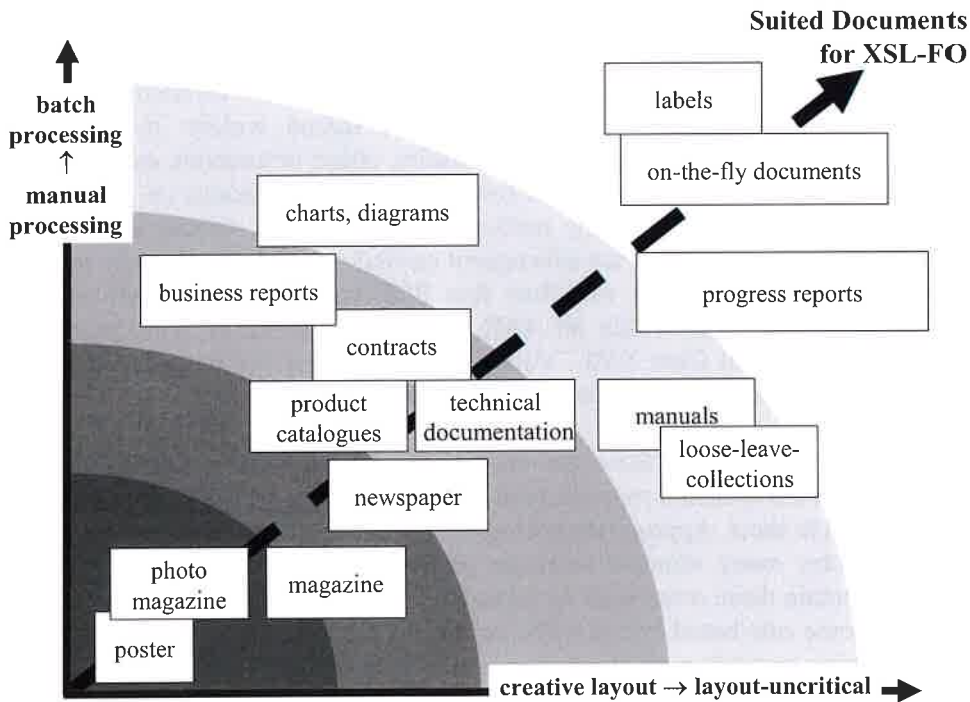 Suited Documents
for XSL-FO
batch
processing
↑
manual
processing
labels
on-the-fly documents
charts, diagrams
business reports
progress reports
contracts
product
catalogues
technical
documentation
manuals
loose-leave-
collections
newspaper
photo
magazine
magazine
poster
creative layout → layout-uncritical